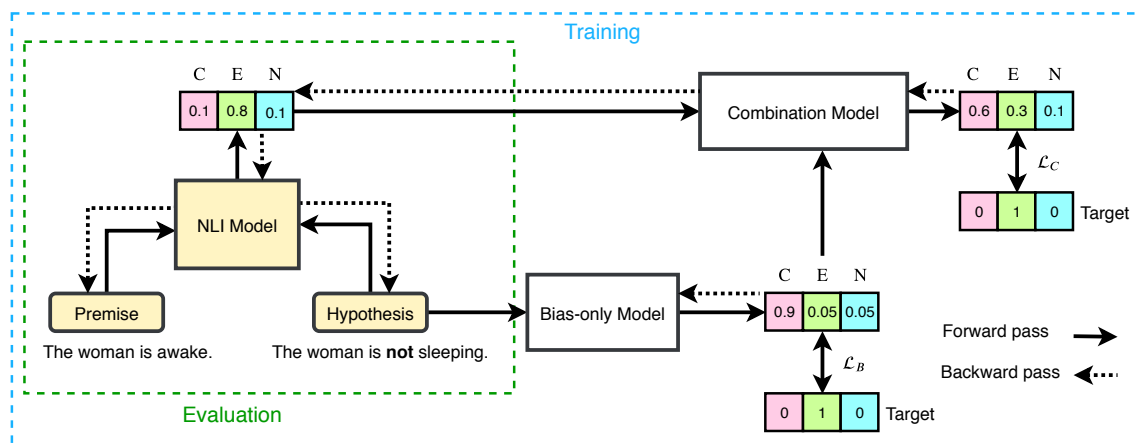 Training
C E N
0.1 0.8 0.1
Combination Model
C E N
0.6 0.3 0.1
ℒC
NLI Model
0 1 0 Target
Premise
Hypothesis
The woman is awake.
The woman is not sleeping.
Bias-only Model
C E N
0.9 0.05 0.05
Forward pass
Backward pass
ℒB
Evaluation
0 1 0 Target